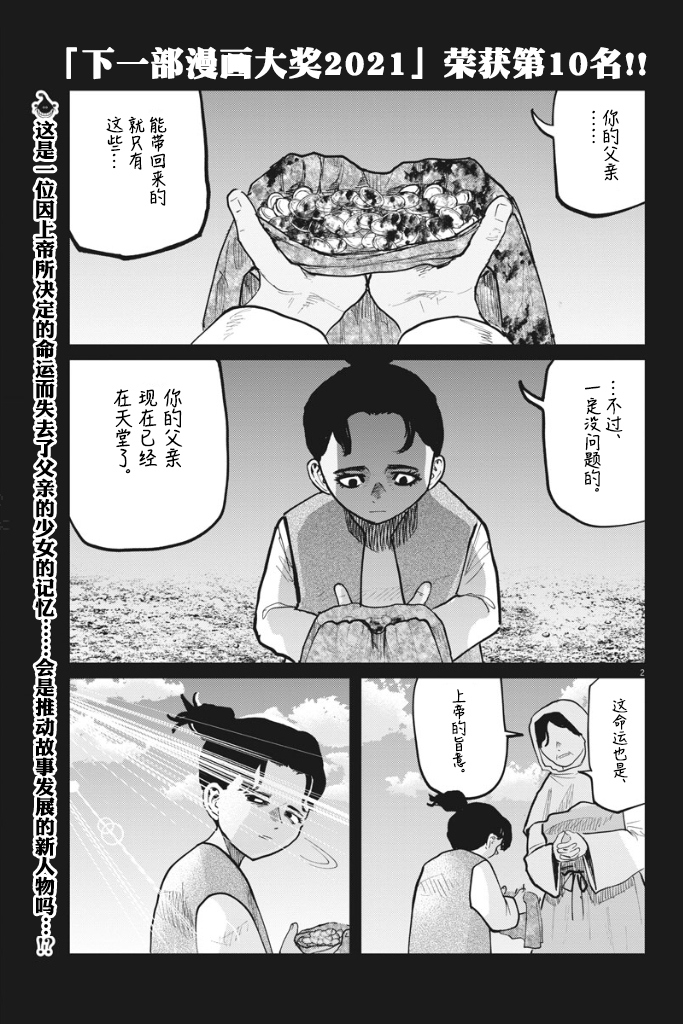 「下一部漫画大奖2021」荣获第10名!!
这是一位因上帝所决定的命运而失去了父亲的少女的记忆……会是推动故事发展的新人物吗…!?
你的父亲
……
能带回来的
就只有
这些…
…不过、
一定没问题的。
你的父亲
现在已经
在天堂了。
2
这命运也是、
上帝的旨意。